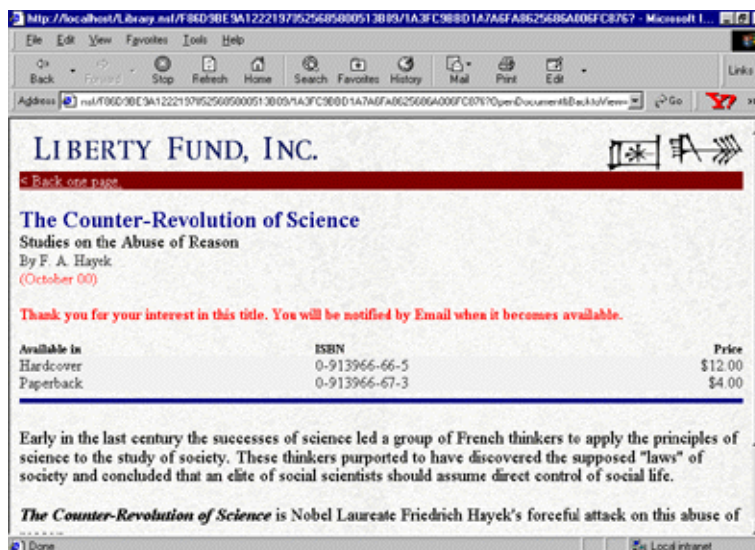 http://localhost/Library.nsf/F86D9BE9A12221978525685800513B09/1A3FC98BD1A7A6FA8625686A006FC876? - Microsoft I...
File Edit View Favorites Tools Help
Back Forward Stop Refresh Home Search Favorites History Mail Print Edit Links
Address Go
LIBERTY FUND, INC.
< Back one page.
The Counter-Revolution of Science
Studies on the Abuse of Reason
By F. A. Hayek
(October 00)
Thank you for your interest in this title. You will be notified by Email when it becomes available.
Available in ISBN Price
Hardcover 0-913966-66-5 $12.00
Paperback 0-913966-67-3 $4.00
Early in the last century the successes of science led a group of French thinkers to apply the principles of
science to the study of society. These thinkers purported to have discovered the supposed "laws" of
society and concluded that an elite of social scientists should assume direct control of social life.
The Counter-Revolution of Science is Nobel Laureate Friedrich Hayek's forceful attack on this abuse of
Done Local intranet